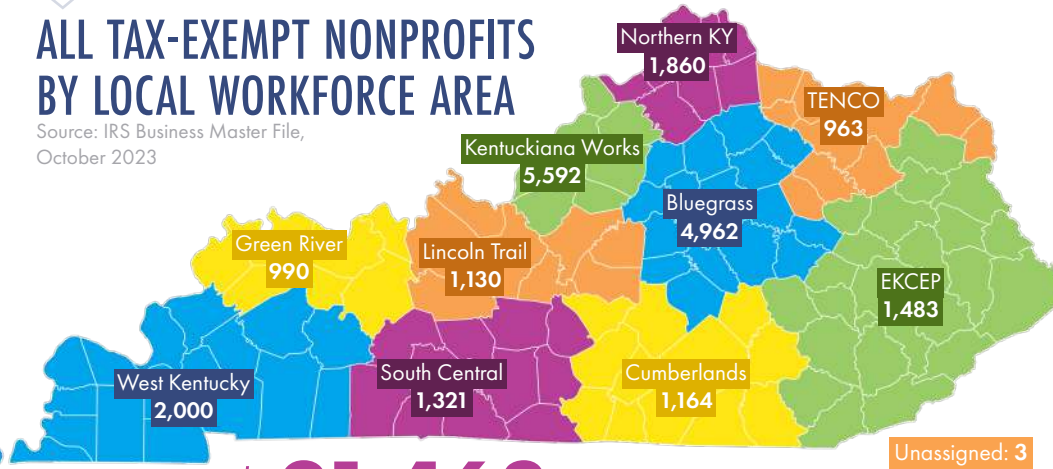 ALL TAX-EXEMPT NONPROFITS
BY LOCAL WORKFORCE AREA
Source: IRS Business Master File,
October 2023
Northern KY
1,860
TENCO
963
Kentuckiana Works
5,592
Bluegrass
4,962
Green River
990
Lincoln Trail
1,130
EKCEP
1,483
West Kentucky
2,000
South Central
1,321
Cumberlands
1,164
Unassigned: 3